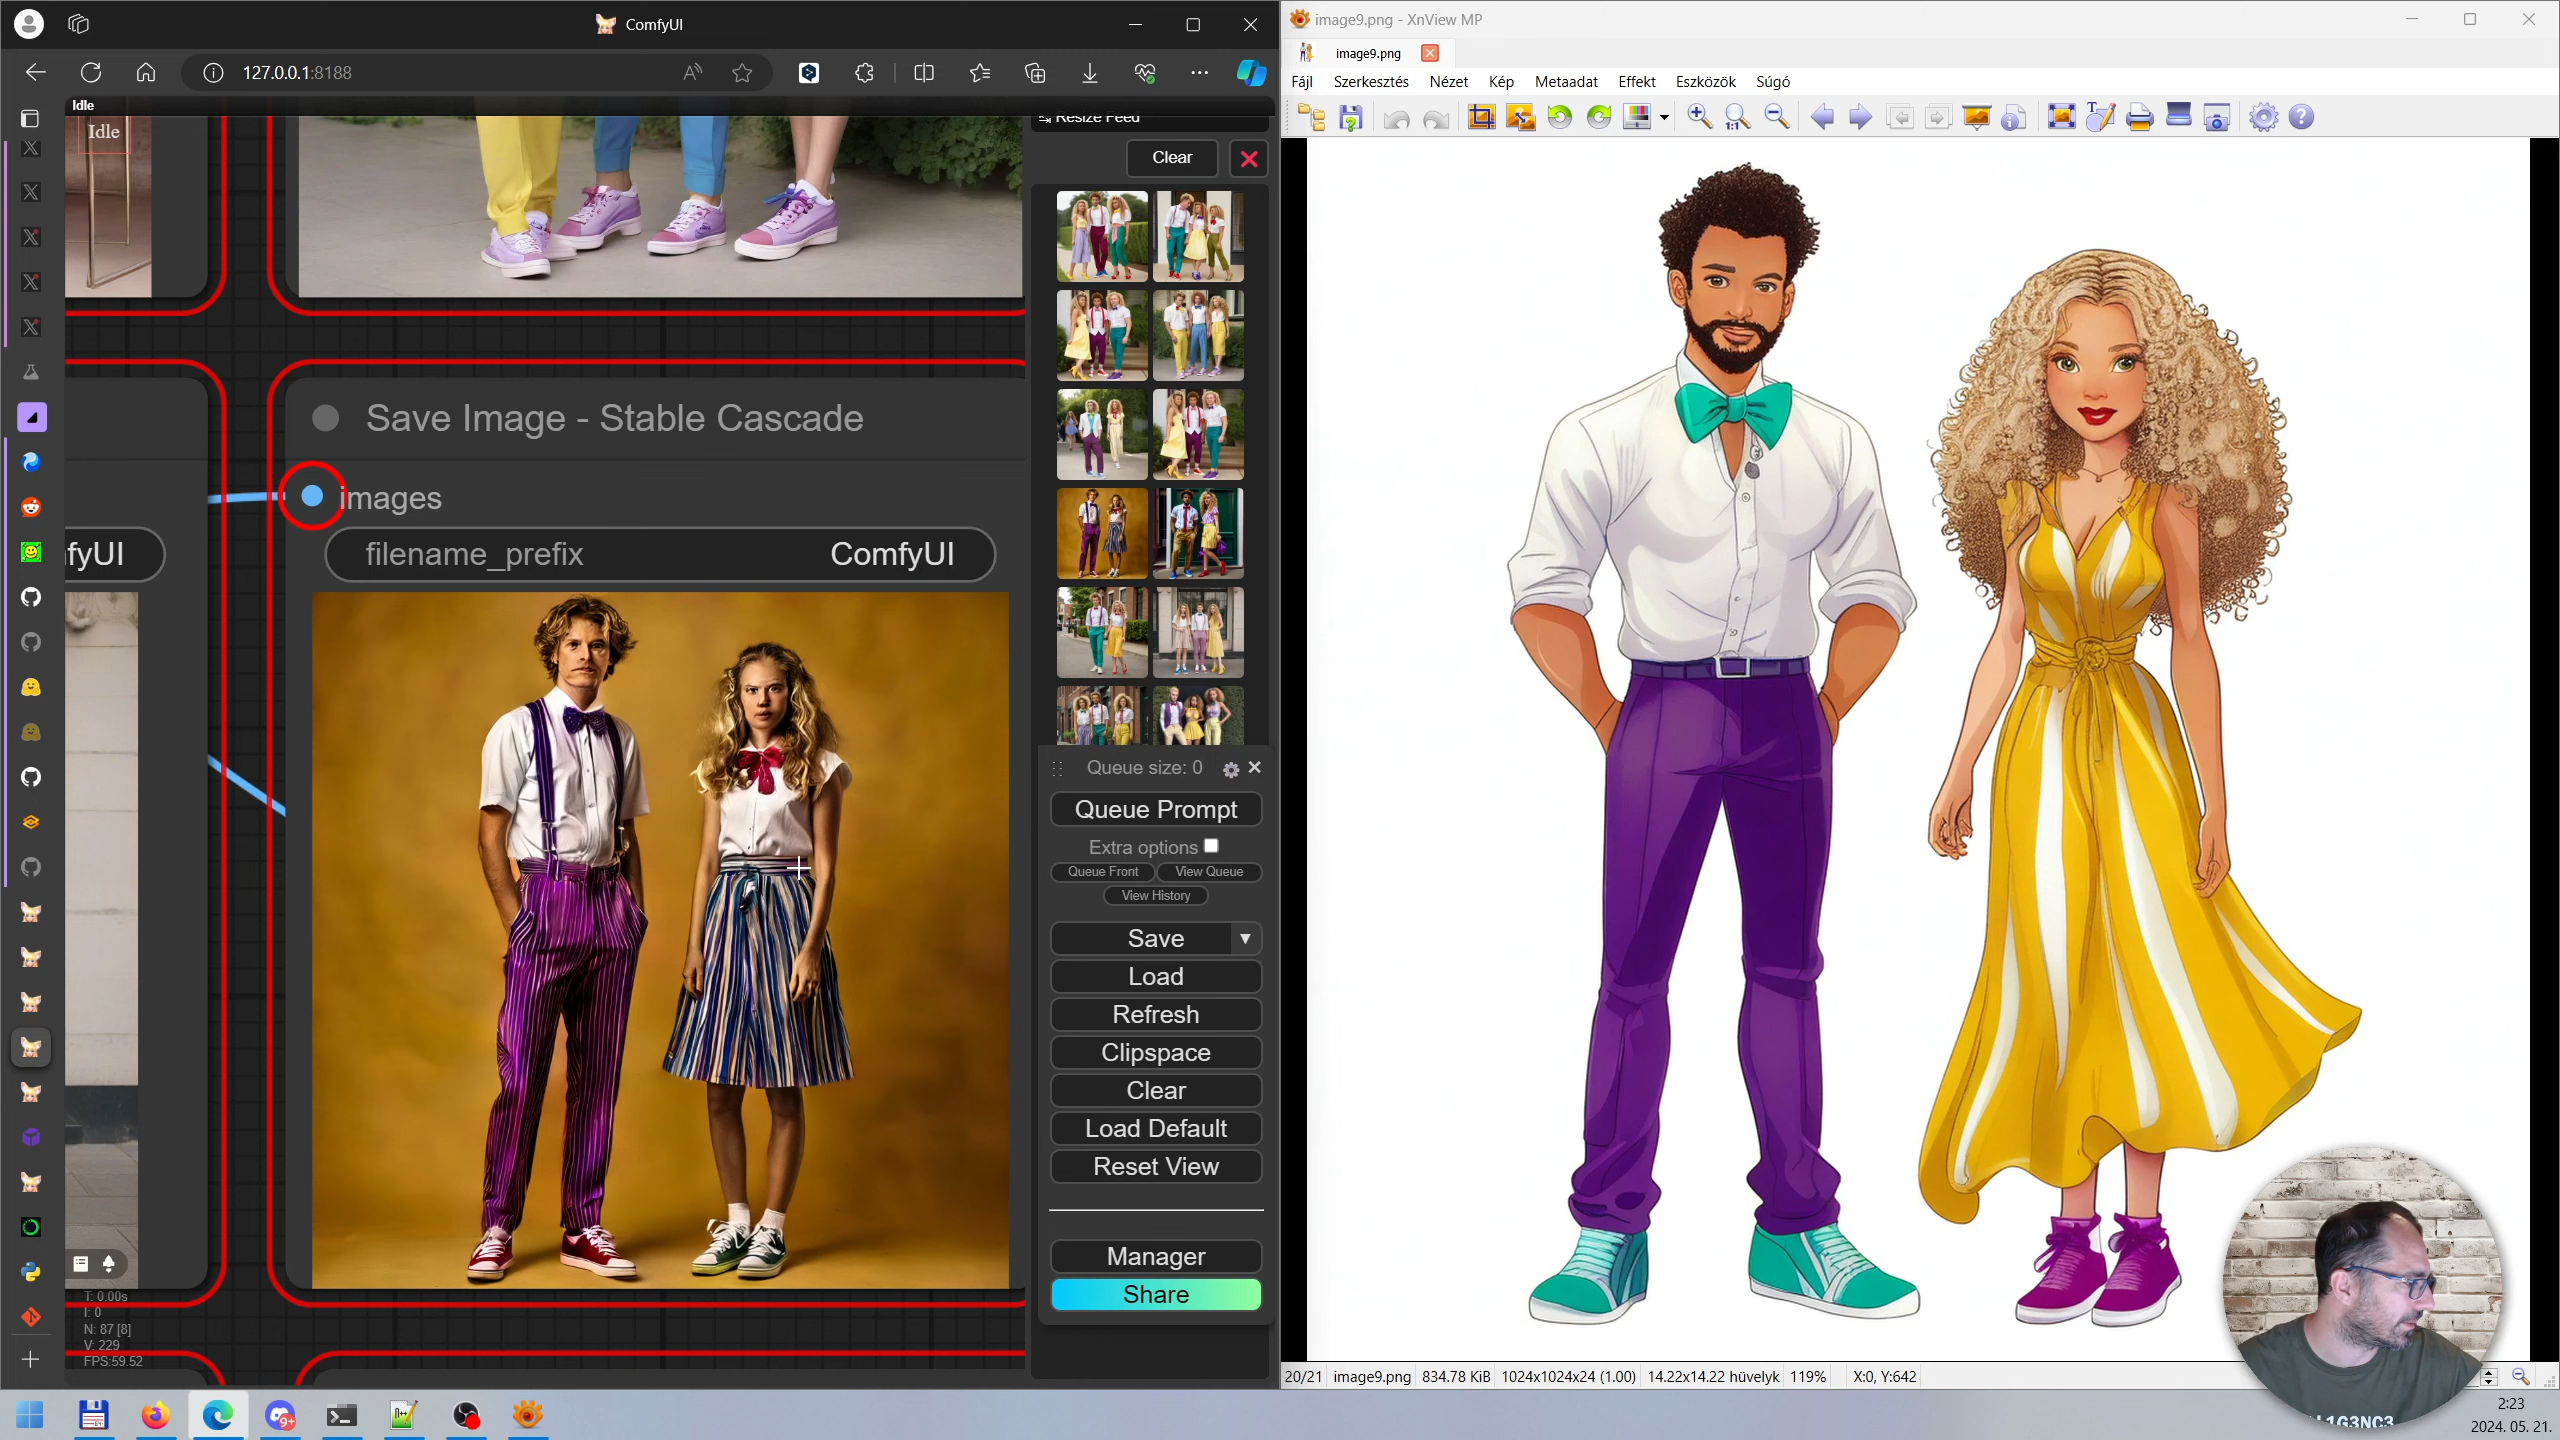 ComfyUI
127.0.0.1:8188
Idle
Idle
Resize Feed
Clear
Save Image - Stable Cascade
images
filename_prefix
ComfyUI
fyUI
Queue size: 0
Queue Prompt
Extra options
Queue Front
View Queue
View History
Save
Load
Refresh
Clipspace
Clear
Load Default
Reset View
Manager
Share
T: 0.00s
I: 0
N: 87 [8]
V: 229
FPS:59.52
image9.png - XnView MP
image9.png
Fájl
Szerkesztés
Nézet
Kép
Metaadat
Effekt
Eszközök
Súgó
1:1
20/21
image9.png
834.78 KiB
1024x1024x24 (1.00)
14.22x14.22 hüvelyk
119%
X:0, Y:642
9+
L1G3NC3
2:23
2024. 05. 21.